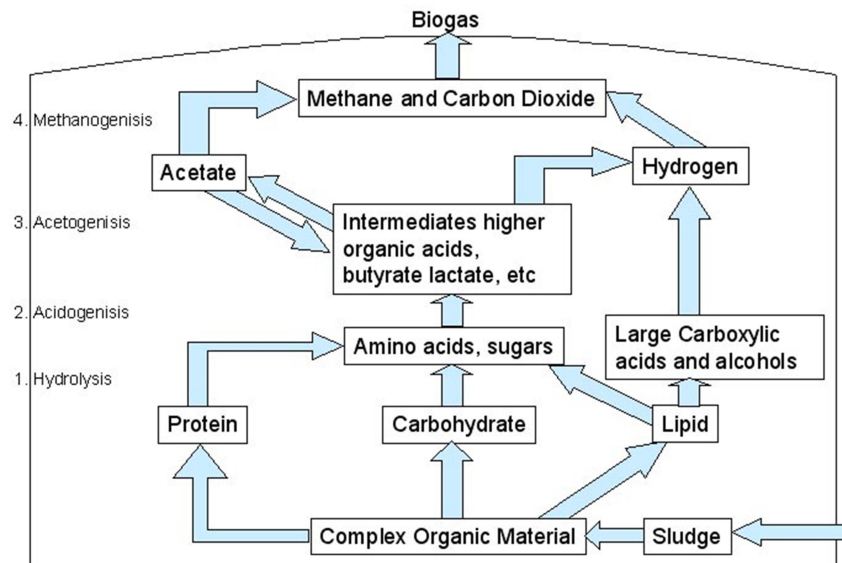 Biogas
Methane and Carbon Dioxide
4. Methanogenisis
Acetate
Hydrogen
3. Acetogenisis
Intermediates higher
organic acids,
butyrate lactate, etc
2. Acidogenisis
Amino acids, sugars
Large Carboxylic
acids and alcohols
1. Hydrolysis
Protein
Carbohydrate
Lipid
Complex Organic Material
Sludge